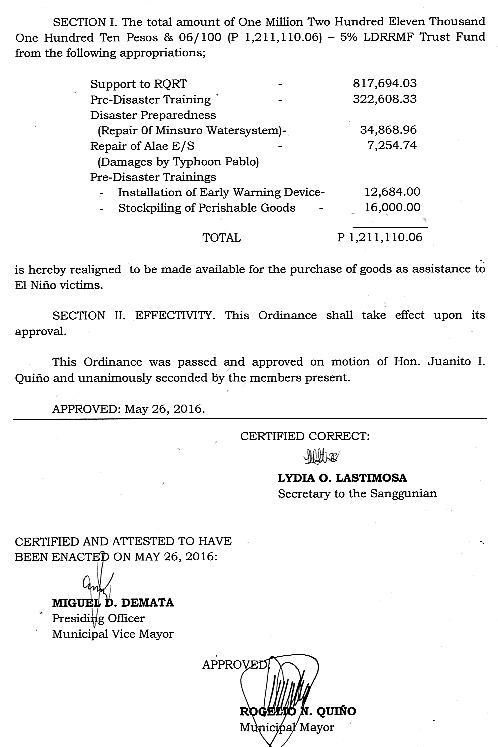 SECTION I. The total amount of One Million Two Hundred Eleven Thousand
One Hundred Ten Pesos & 06/100 (P 1,211,110.06) – 5% LDRRMF Trust Fund
from the following appropriations;
Support to RQRT - 817,694.03
Pre-Disaster Training - 322,608.33
Disaster Preparedness
(Repair Of Minsuro Watersystem)- 34,868.96
Repair of Alae E/S - 7,254.74
(Damages by Typhoon Pablo)
Pre-Disaster Trainings
- Installation of Early Warning Device- 12,684.00
- Stockpiling of Perishable Goods - 16,000.00
TOTAL P 1,211,110.06
is hereby realigned to be made available for the purchase of goods as assistance to
El Niño victims.
SECTION II. EFFECTIVITY. This Ordinance shall take effect upon its
approval.
This Ordinance was passed and approved on motion of Hon. Juanito I.
Quiño and unanimously seconded by the members present.
APPROVED: May 26, 2016.
CERTIFIED CORRECT:
LYDIA O. LASTIMOSA
Secretary to the Sanggunian
CERTIFIED AND ATTESTED TO HAVE
BEEN ENACTED ON MAY 26, 2016:
MIGUEL D. DEMATA
Presiding Officer
Municipal Vice Mayor
APPROVED:
ROGELIO N. QUIÑO
Municipal Mayor